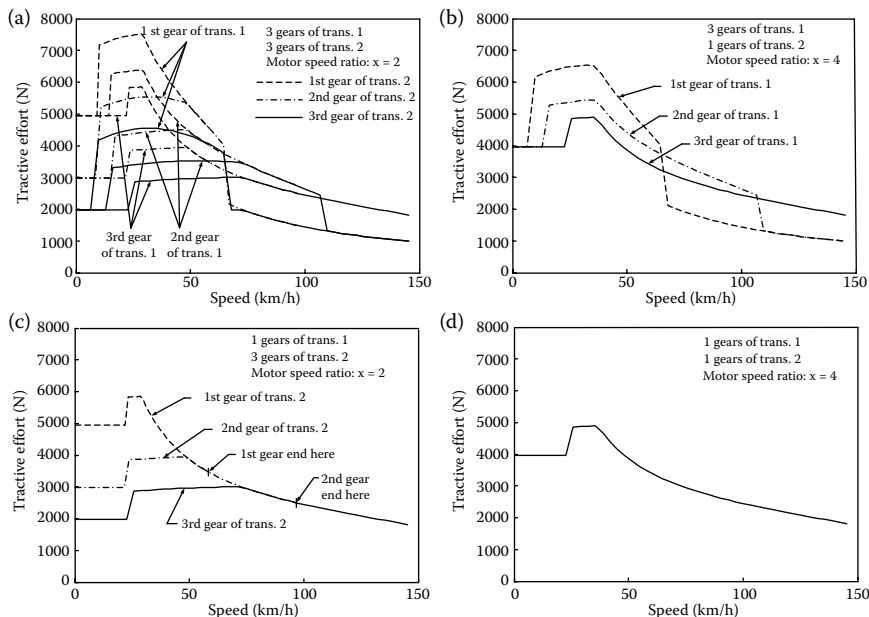 (a)
8000
7000
6000
5000
4000
3000
2000
1000
0
Tractive effort (N)
0
50
100
150
Speed (km/h)
1 st gear of trans. 1
3 gears of trans. 1
3 gears of trans. 2
Motor speed ratio: x = 2
1st gear of trans. 2
2nd gear of trans. 2
3rd gear of trans. 2
3rd gear
of trans. 1
2nd gear
of trans. 1
(b)
8000
7000
6000
5000
4000
3000
2000
1000
0
Tractive effort (N)
0
50
100
150
Speed (km/h)
3 gears of trans. 1
1 gears of trans. 2
Motor speed ratio: x = 4
1st gear of trans. 1
2nd gear of trans. 1
3rd gear of trans. 1
(c)
8000
7000
6000
5000
4000
3000
2000
1000
0
Tractive effort (N)
0
50
100
150
Speed (km/h)
1 gears of trans. 1
3 gears of trans. 2
Motor speed ratio: x = 2
1st gear of trans. 2
2nd gear of trans. 2
1st gear end here
2nd gear
end here
3rd gear of trans. 2
(d)
8000
7000
6000
5000
4000
3000
2000
1000
0
Tractive effort (N)
0
50
100
150
Speed (km/h)
1 gears of trans. 1
1 gears of trans. 2
Motor speed ratio: x = 4